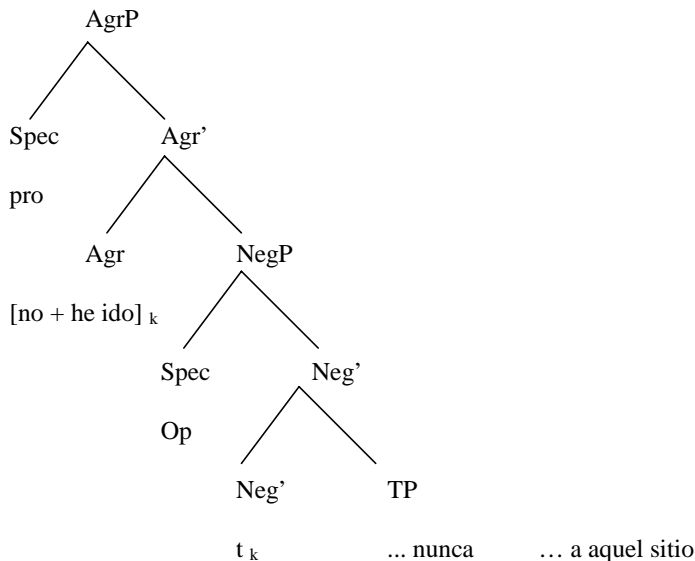 AgrP
Spec Agr’
pro
Agr NegP
[no + he ido] k
Spec Neg’
Op
Neg’ TP
t k ... nunca … a aquel sitio